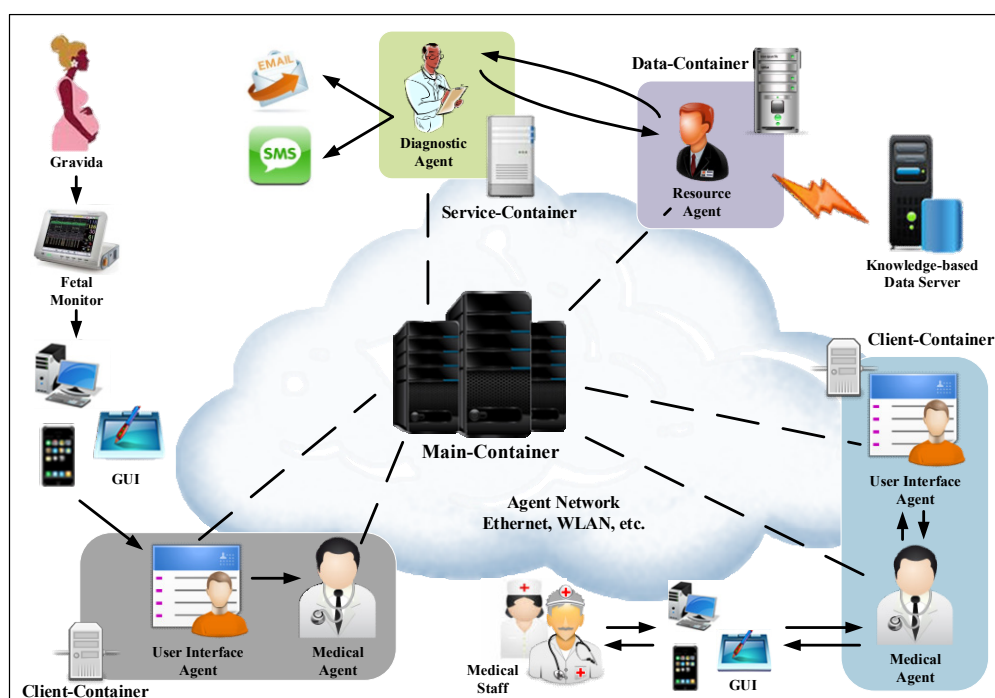 EMAIL
SMS
Diagnostic
Agent
Service-Container
Data-Container
Resource
Agent
Knowledge-based
Data Server
Gravida
Fetal
Monitor
GUI
Main-Container
Agent Network
Ethernet, WLAN, etc.
Client-Container
User Interface
Agent
Medical
Agent
User Interface
Agent
Medical
Agent
Client-Container
Medical
Staff
GUI